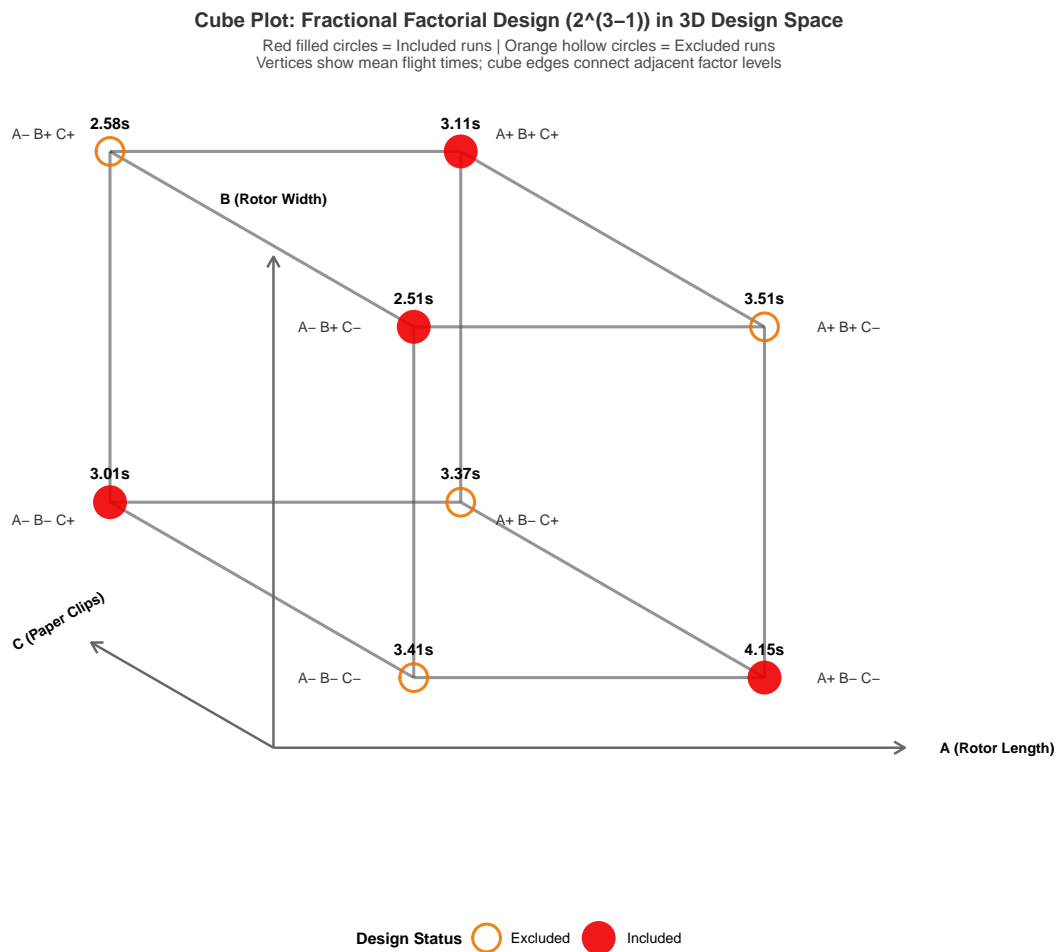 Cube Plot: Fractional Factorial Design (2^(3−1)) in 3D Design Space
Red filled circles = Included runs | Orange hollow circles = Excluded runs
Vertices show mean flight times; cube edges connect adjacent factor levels
A− B+ C+
2.58s
3.11s
A+ B+ C+
B (Rotor Width)
A− B+ C−
2.51s
3.51s
A+ B+ C−
3.01s
A− B− C+
3.37s
A+ B− C+
C (Paper Clips)
A− B− C−
3.41s
4.15s
A+ B− C−
A (Rotor Length)
Design Status Excluded Included